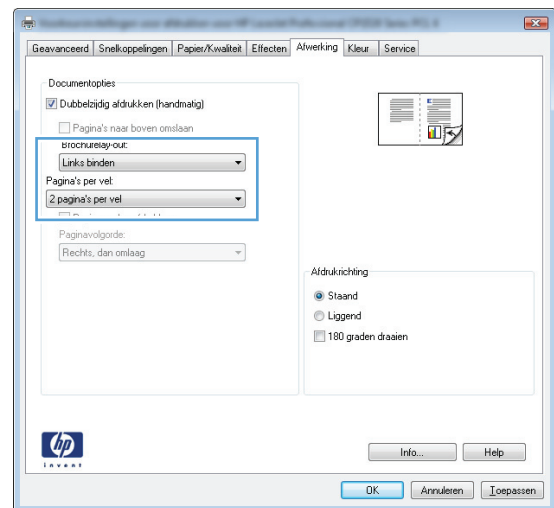 Geavanceerd Snelkoppelingen Papier/Kwaliteit Effecten Afwerking Kleur Service
Documentopties
Dubbelzijdig afdrukken (handmatig)
Pagina's naar boven omslaan
Brochurelay-out:
Links binden
Pagina's per vel:
2 pagina's per vel
Paginavolgorde:
Rechts, dan omlaag
Afdrukrichting
Staand
Liggend
180 graden draaien
hp
invent
Info... Help
OK Annuleren Toepassen